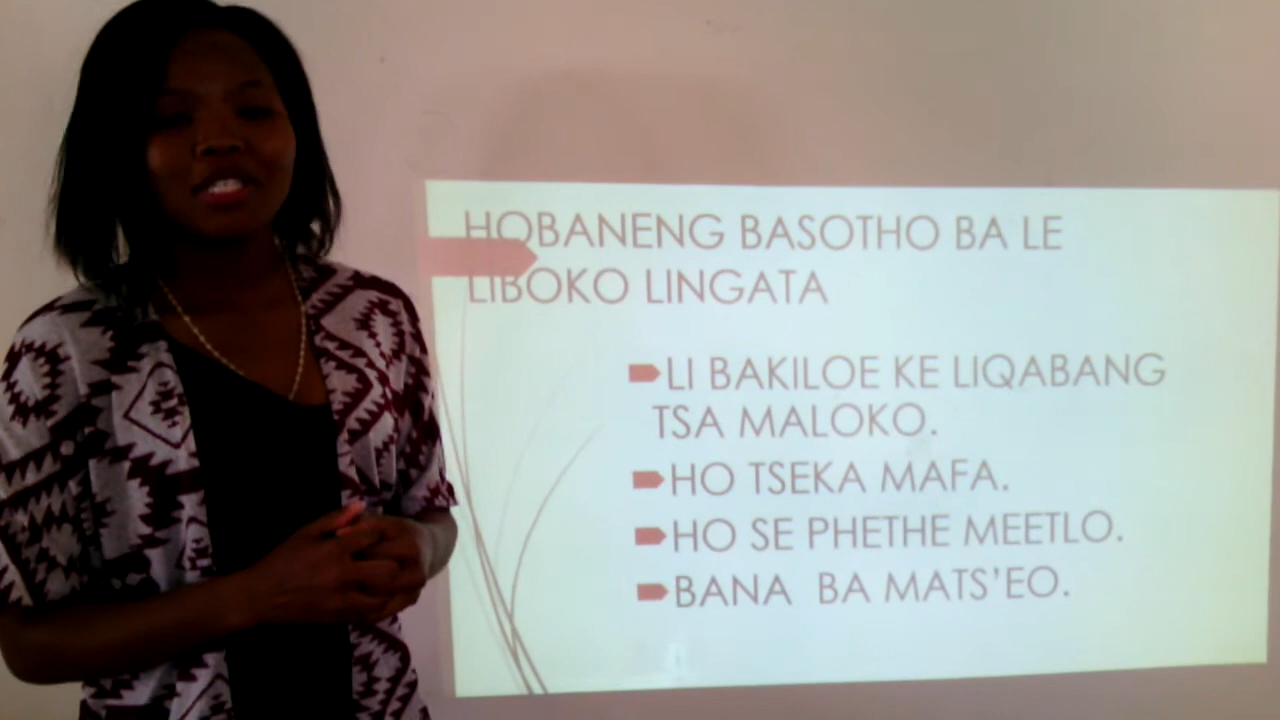 HOBANENG BASOTHO BA LE
LIBOKO LINGATA
LI BAKILOE KE LIQABANG
TSA MALOKO.
HO TSEKA MAFA.
HO SE PHETHE MEETLO.
BANA BA MATS'EO.